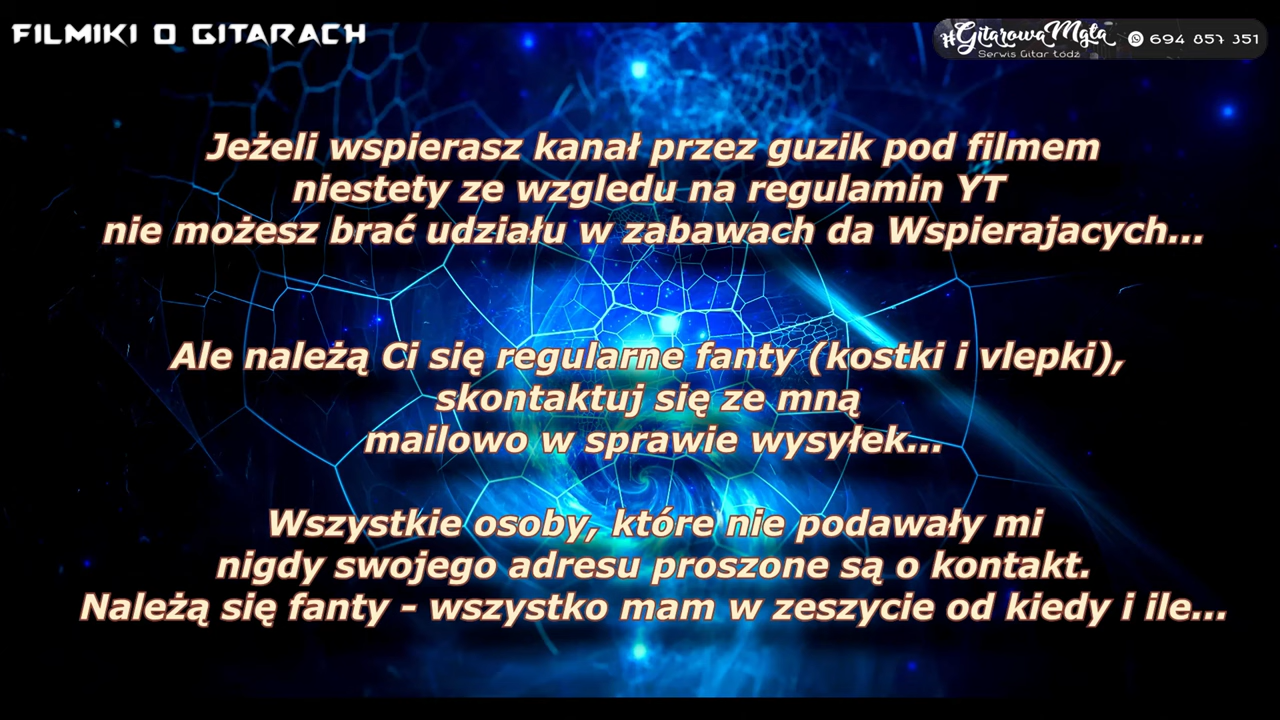 FILMIKI O GITARACH
#GitarowaMgła
694 857 351
Serwis Gitar Łódź
Jeżeli wspierasz kanał przez guzik pod filmem
niestety ze wzgledu na regulamin YT
nie możesz brać udziału w zabawach da Wspierajacych...
Ale należą Ci się regularne fanty (kostki i vlepki),
skontaktuj się ze mną
mailowo w sprawie wysyłek...
Wszystkie osoby, które nie podawały mi
nigdy swojego adresu proszone są o kontakt.
Należą się fanty - wszystko mam w zeszycie od kiedy i ile...